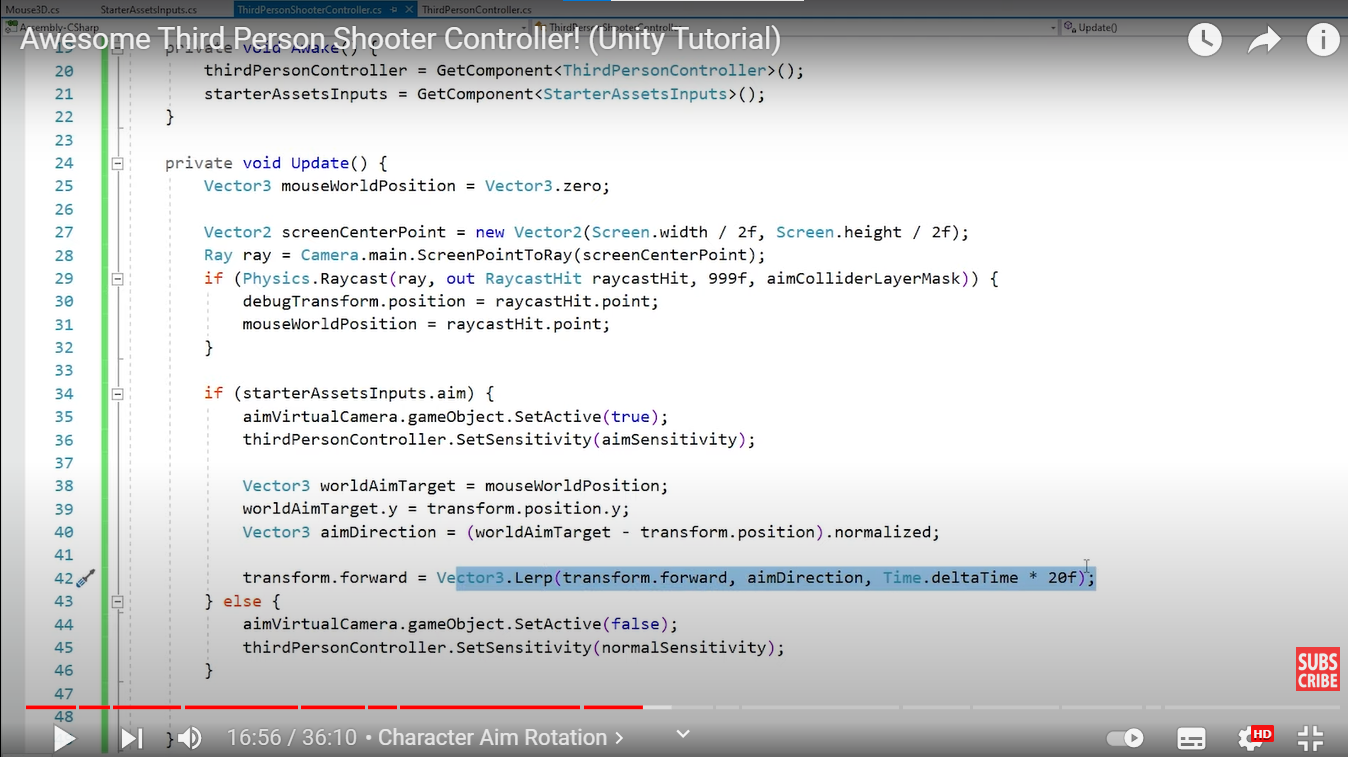 Mouse3D.cs StarterAssetsInputs.cs ThirdPersonShooterController.cs ThirdPersonController.cs
Assembly-CSharp Update()
Awesome Third Person Shooter Controller! (Unity Tutorial)
19 private void Awake() {
20 thirdPersonController = GetComponent<ThirdPersonController>();
21 starterAssetsInputs = GetComponent<StarterAssetsInputs>();
22 }
23
24 private void Update() {
25 Vector3 mouseWorldPosition = Vector3.zero;
26
27 Vector2 screenCenterPoint = new Vector2(Screen.width / 2f, Screen.height / 2f);
28 Ray ray = Camera.main.ScreenPointToRay(screenCenterPoint);
29 if (Physics.Raycast(ray, out RaycastHit raycastHit, 999f, aimColliderLayerMask)) {
30 debugTransform.position = raycastHit.point;
31 mouseWorldPosition = raycastHit.point;
32 }
33
34 if (starterAssetsInputs.aim) {
35 aimVirtualCamera.gameObject.SetActive(true);
36 thirdPersonController.SetSensitivity(aimSensitivity);
37
38 Vector3 worldAimTarget = mouseWorldPosition;
39 worldAimTarget.y = transform.position.y;
40 Vector3 aimDirection = (worldAimTarget - transform.position).normalized;
41
42 transform.forward = Vector3.Lerp(transform.forward, aimDirection, Time.deltaTime * 20f);
43 } else {
44 aimVirtualCamera.gameObject.SetActive(false);
45 thirdPersonController.SetSensitivity(normalSensitivity);
46 }
47
48
}
SUBS
CRIBE
16:56 / 36:10 • Character Aim Rotation >
HD